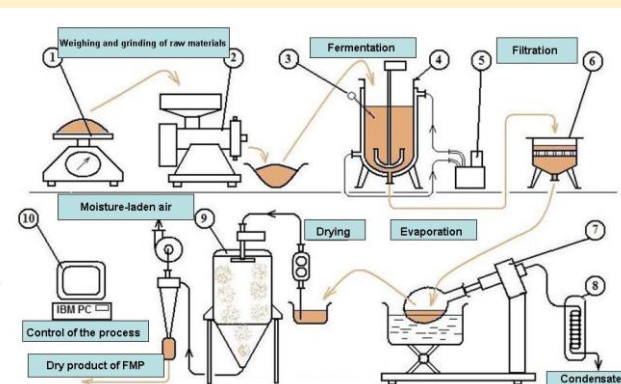 Weighing and grinding of raw materials
Fermentation
Filtration
1
2
3
4
5
6
10
Moisture-laden air
9
Drying
Evaporation
7
8
IBM PC
Control of the process
Dry product of FMP
Condensate